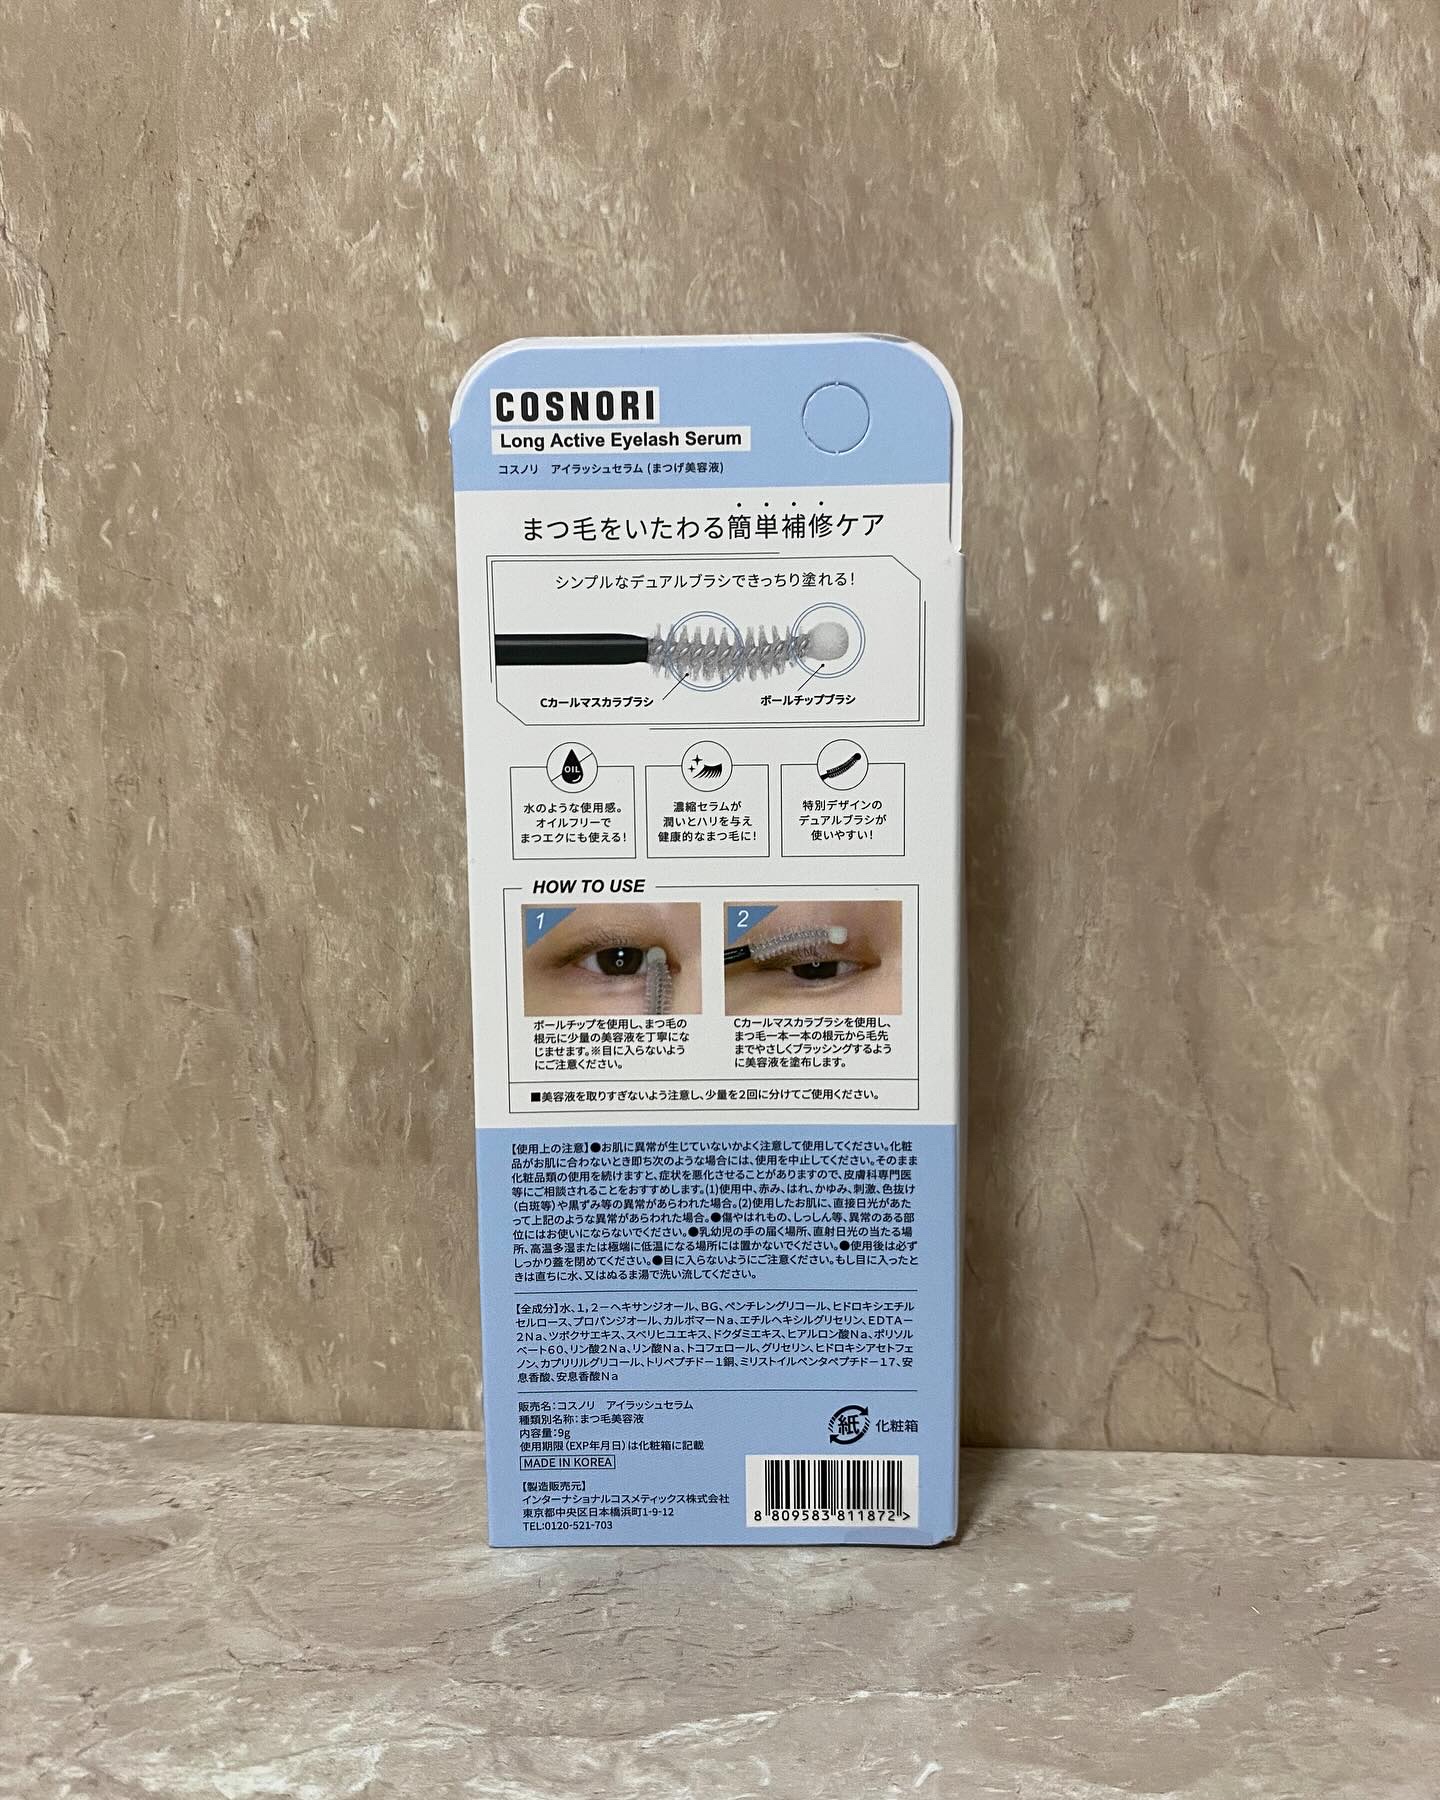 COSNORI
Long Active Eyelash Serum
コスノリ　アイラッシュセラム (まつげ美容液)
まつ毛をいたわる簡単補修ケア
シンプルなデュアルブラシできっちり塗れる!
Cカールマスカラブラシ
ボールチップブラシ
OIL
水のような使用感。
オイルフリーで
まつエクにも使える!
濃縮セラムが
潤いとハリを与え
健康的なまつ毛に!
特別デザインの
デュアルブラシが
使いやすい!
HOW TO USE
1
ボールチップを使用し、まつ毛の
根元に少量の美容液を丁寧にな
じませます。※目に入らないよう
にご注意ください。
2
Cカールマスカラブラシを使用し、
まつ毛一本一本の根元から毛先
までやさしくブラッシングするよう
に美容液を塗布します。
■美容液を取りすぎないよう注意し、少量を2回に分けてご使用ください。
【使用上の注意】●お肌に異常が生じていないかよく注意して使用してください。化粧
品がお肌に合わないとき即ち次のような場合には、使用を中止してください。そのまま
化粧品類の使用を続けますと、症状を悪化させることがありますので、皮膚科専門医
等にご相談されることをおすすめします。(1)使用中、赤み、はれ、かゆみ、刺激、色抜け
(白斑等)や黒ずみ等の異常があらわれた場合。(2)使用したお肌に、直接日光があた
って上記のような異常があらわれた場合。●傷やはれもの、しっしん等、異常のある部
位にはお使いにならないでください。●乳幼児の手の届く場所、直射日光の当たる場
所、高温多湿または極端に低温になる場所には置かないでください。●使用後は必ず
しっかり蓋を閉めてください。●目に入らないようにご注意ください。もし目に入ったと
きは直ちに水、又はぬるま湯で洗い流してください。
【全成分】水、1，2－ヘキサンジオール、BG、ペンチレングリコール、ヒドロキシエチル
セルロース、プロパンジオール、カルボマーNa、エチルヘキシルグリセリン、EDTA－
2Na、ツボクサエキス、スベリヒユエキス、ドクダミエキス、ヒアルロン酸Na、ポリソル
ベート60、リン酸2Na、リン酸Na、トコフェロール、グリセリン、ヒドロキシアセトフェ
ノン、カプリリルグリコール、トリペプチド－1銅、ミリストイルペンタペプチド－17、安
息香酸、安息香酸Na
販売名：コスノリ　アイラッシュセラム
種類別名称：まつ毛美容液
内容量：9g
使用期限（EXP年月日）は化粧箱に記載
MADE IN KOREA
紙 化粧箱
【製造販売元】
インターナショナルコスメティックス株式会社
東京都中央区日本橋浜町1-9-12
TEL:0120-521-703
8 809583 811872 >